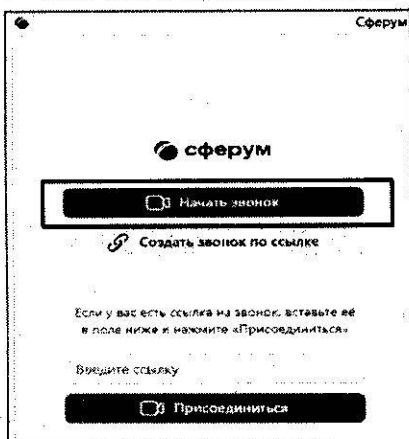 Сферум
сферум
Начать звонок
Создать звонок по ссылке
Если у вас есть ссылка на звонок, вставьте её
в поле ниже и нажмите «Присоединиться»
Введите ссылку
Присоединиться